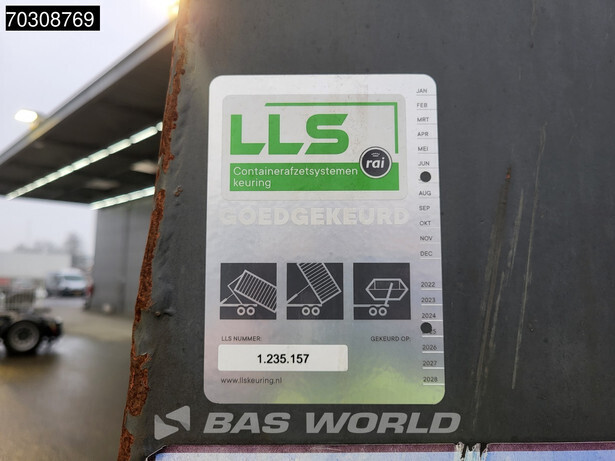 70308769
LLS
rai
Containerafzetsystemen
keuring
GOEDGEKEURD
JAN
FEB
MRT
APR
MEI
JUN
AUG
SEP
OKT
NOV
DEC
2022
2023
2024
2026
2027
2028
LLS NUMMER:
GEKEURD OP:
1.235.157
www.llskeuring.nl
BAS WORLD